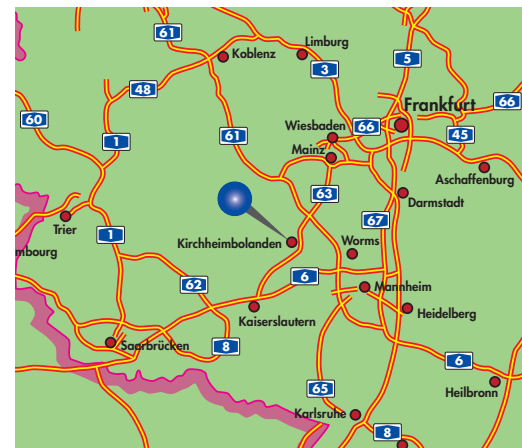 61
Koblenz
Limburg
5
3
48
66
Frankfurt
60
1
61
Wiesbaden
66
45
Mainz
Aschaffenburg
63
Darmstadt
67
Trier
1
Kirchheimbolanden
Worms
mbourg
6
62
Mannheim
Kaiserslautern
Heidelberg
Saarbrücken
8
6
65
Heilbronn
Karlsruhe
8